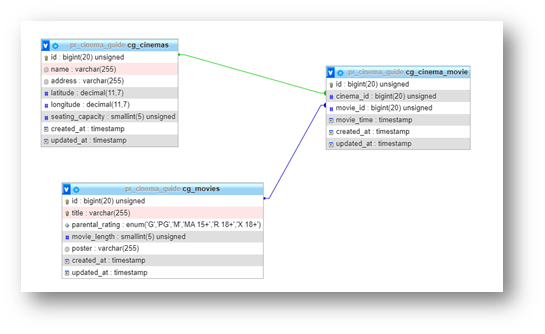 pr_cinema_guide cg_cinemas
id : bigint(20) unsigned
name : varchar(255)
address : varchar(255)
latitude : decimal(11,7)
longitude : decimal(11,7)
seating_capacity : smallint(5) unsigned
created_at : timestamp
updated_at : timestamp
pr_cinema_guide cg_cinema_movie
id : bigint(20) unsigned
cinema_id : bigint(20) unsigned
movie_id : bigint(20) unsigned
movie_time : timestamp
created_at : timestamp
updated_at : timestamp
pr_cinema_guide cg_movies
id : bigint(20) unsigned
title : varchar(255)
parental_rating : enum('G','PG','M','MA 15+','R 18+','X 18+')
movie_length : smallint(5) unsigned
poster : varchar(255)
created_at : timestamp
updated_at : timestamp